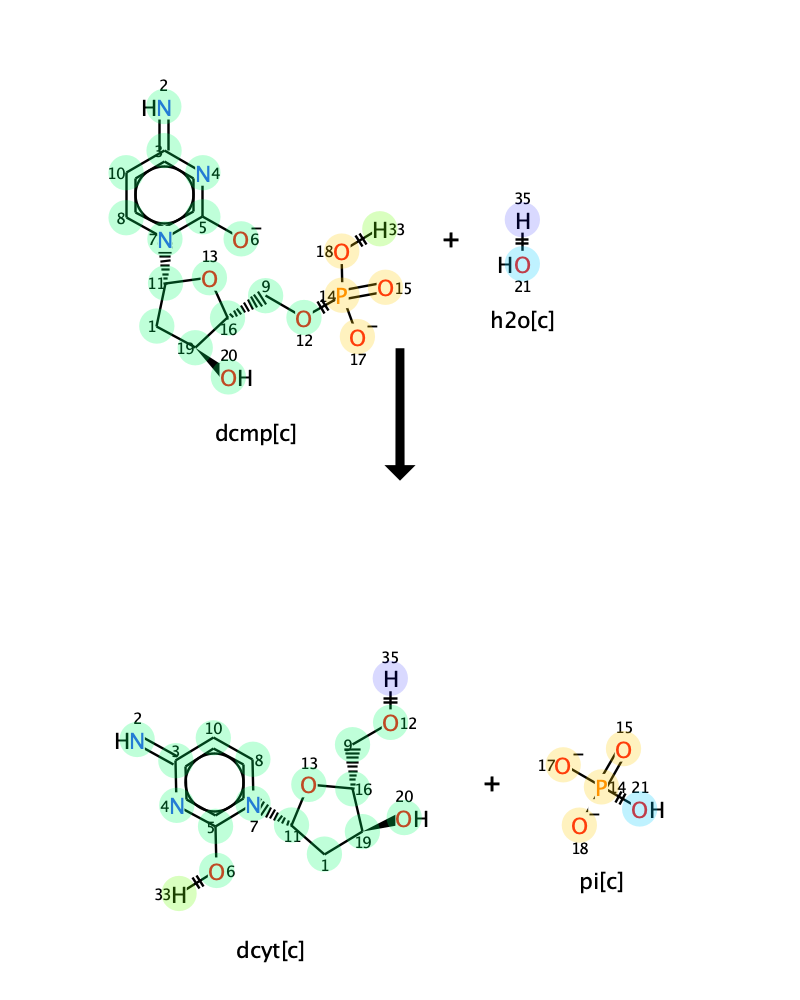 2
HN
3
10
N4
8
5
7N
O6−
11
13
O
9
1
16
19
20
OH
O
12
18O
H33
14P
O15
O−
17
dcmp[c]
+
35
H
HO
21
h2o[c]
35
H
O12
2
HN
10
3
8
9
4N
N
7
5
13
O
16
11
20
OH
19
1
O6
33H
dcyt[c]
+
15
O
17O−
P14
21
OH
O−
18
pi[c]